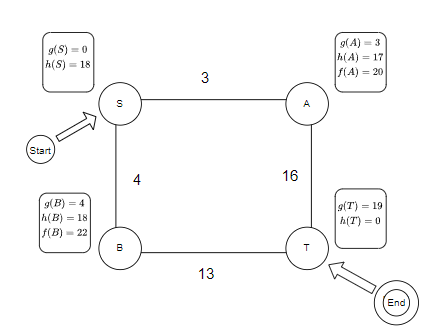 g(S) = 0
h(S) = 18
3
g(A) = 3
h(A) = 17
f(A) = 20
S
A
Start
4
16
g(B) = 4
h(B) = 18
f(B) = 22
g(T) = 19
h(T) = 0
B
T
13
End